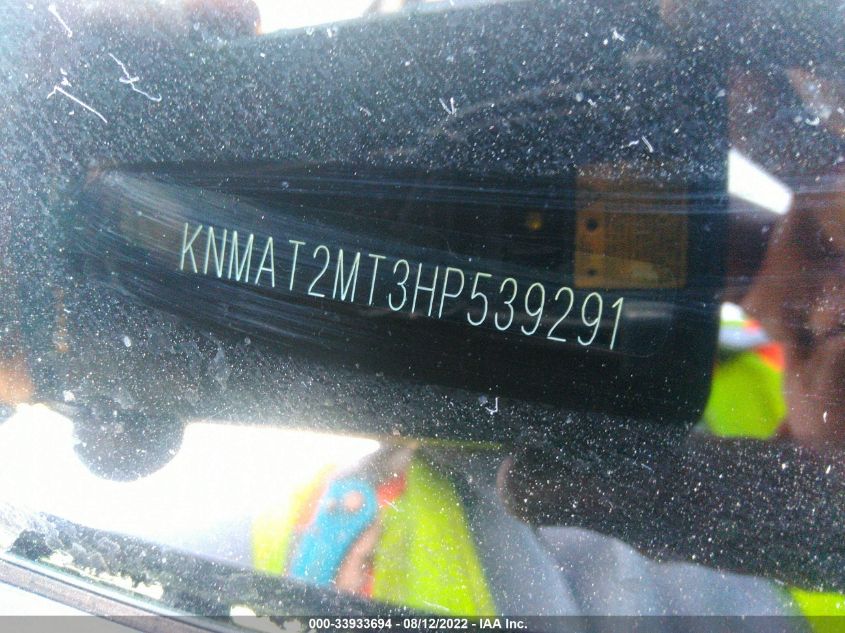 KNMAT2MT3HP539291
000-33933694 - 08/12/2022 - IAA Inc.